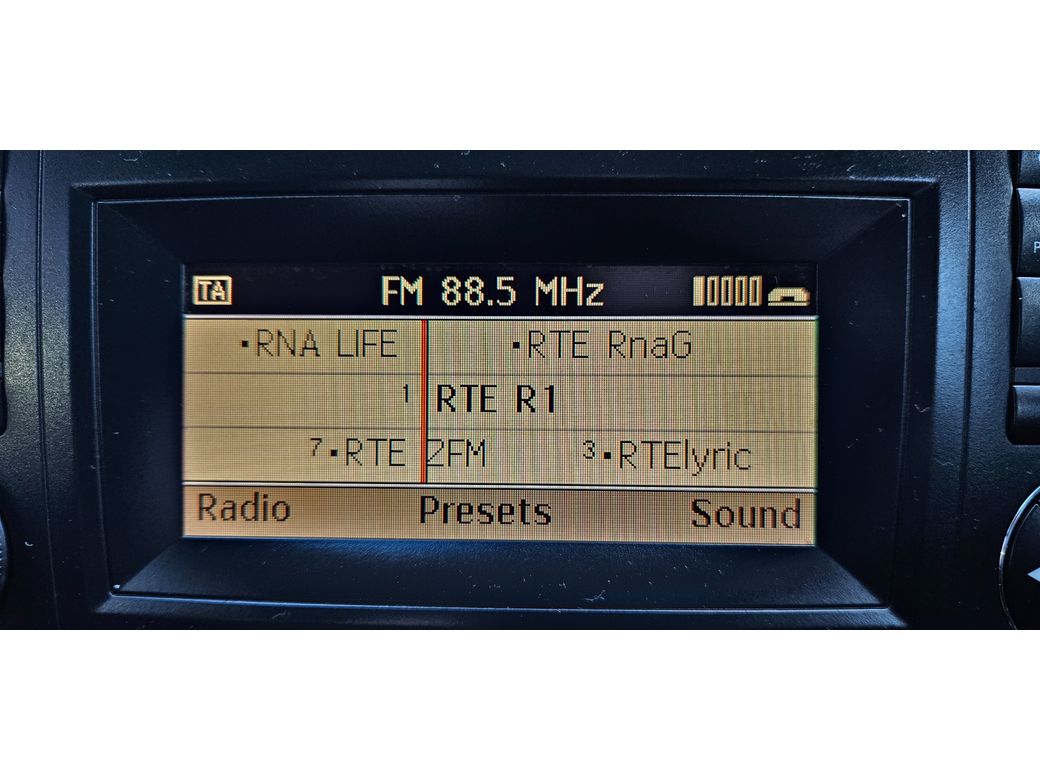 TA FM 88.5 MHz
·RNA LIFE ·RTE RnaG
1 RTE R1
7·RTE 2FM 3·RTElyric
Radio Presets Sound
P